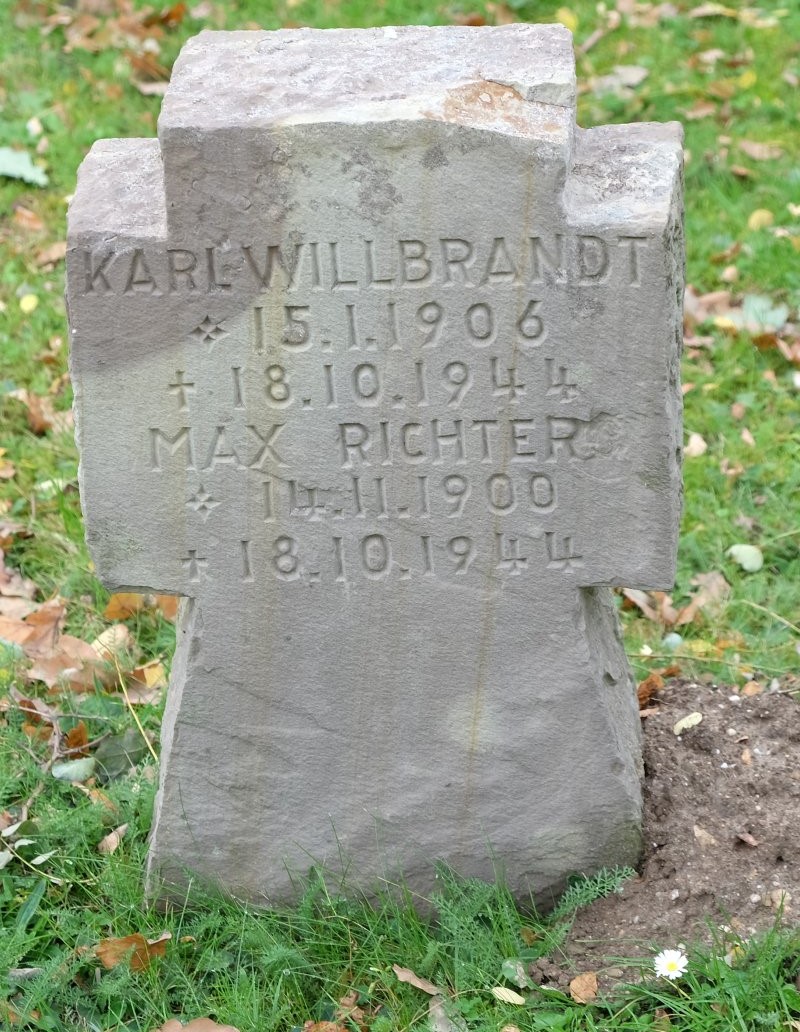 KARL WILLBRANDT
15.1.1906
† 18.10.1944
MAX RICHTER
14.11.1900
† 18.10.1944